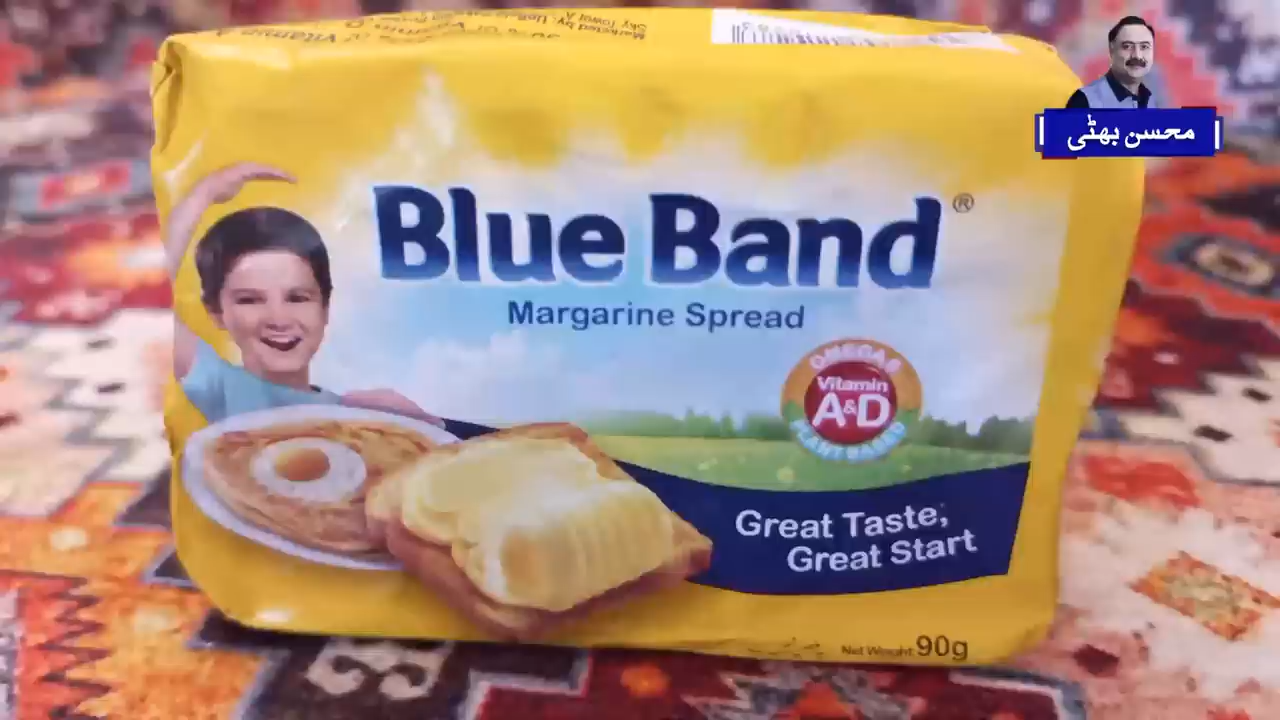 محسن بھٹی
Blue Band®
Margarine Spread
OMEGA 6
Vitamin
A&D
PLANT BASED
Great Taste,
Great Start
Net Weight 90g